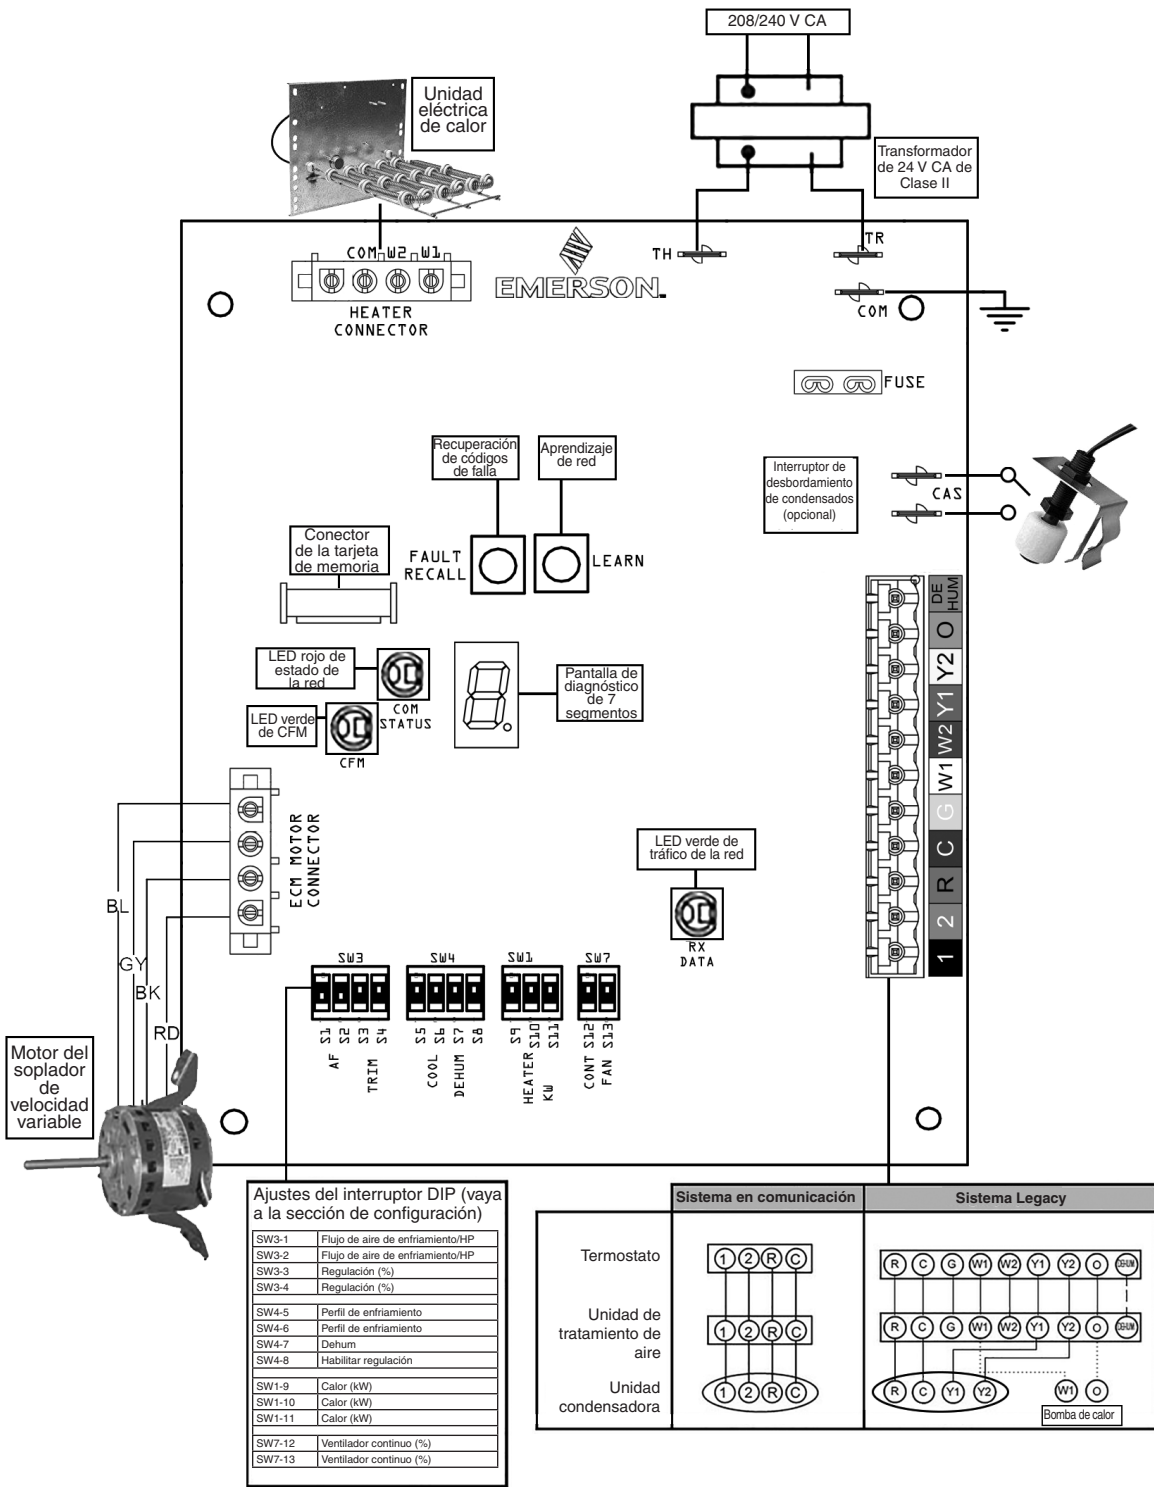 208/240 V CA
Unidad
eléctrica
de calor
Transformador
de 24 V CA de
Clase II
COM W2 W1
HEATER
CONNECTOR
EMERSON.
TH
TR
COM
FUSE
Recuperación
de códigos
de falla
Aprendizaje
de red
Interruptor de
desbordamiento
de condensados
(opcional)
CAS
Conector
de la tarjeta
de memoria
FAULT
RECALL
LEARN
LED rojo de
estado de
la red
COM
STATUS
LED verde
de CFM
CFM
Pantalla de
diagnóstico
de 7
segmentos
DE
HUM
O
Y2
Y1
W2
W1
G
C
R
2
1
ECM MOTOR
CONNECTOR
LED verde de
tráfico de la red
RX
DATA
BL
GY
BK
RD
SW3
SW4
SW1
SW7
S1 S2 S3 S4
AF
TRIM
S5 S6 S7 S8
COOL
DEHUM
S9 S10 S11
HEATER
KW
S12 S13
CONT
FAN
Motor del
soplador
de
velocidad
variable
Ajustes del interruptor DIP (vaya
a la sección de configuración)
SW3-1 Flujo de aire de enfriamiento/HP
SW3-2 Flujo de aire de enfriamiento/HP
SW3-3 Regulación (%)
SW3-4 Regulación (%)
SW4-5 Perfil de enfriamiento
SW4-6 Perfil de enfriamiento
SW4-7 Dehum
SW4-8 Habilitar regulación
SW1-9 Calor (kW)
SW1-10 Calor (kW)
SW1-11 Calor (kW)
SW7-12 Ventilador continuo (%)
SW7-13 Ventilador continuo (%)
Sistema en comunicación
Sistema Legacy
Termostato
1 2 R C
R C G W1 W2 Y1 Y2 O DEHUM
Unidad de
tratamiento de
aire
1 2 R C
R C G W1 W2 Y1 Y2 O DEHUM
Unidad
condensadora
1 2 R C
R C Y1 Y2
W1 O
Bomba de calor